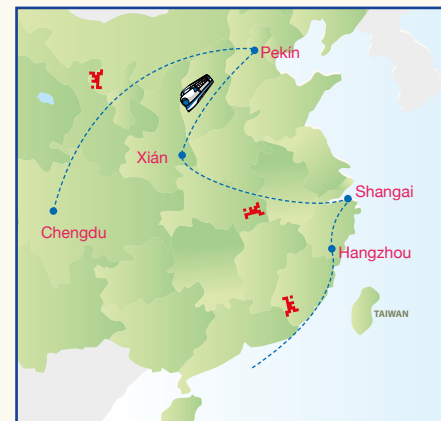 Pekín
Xián
Shangai
Chengdu
Hangzhou
TAIWAN